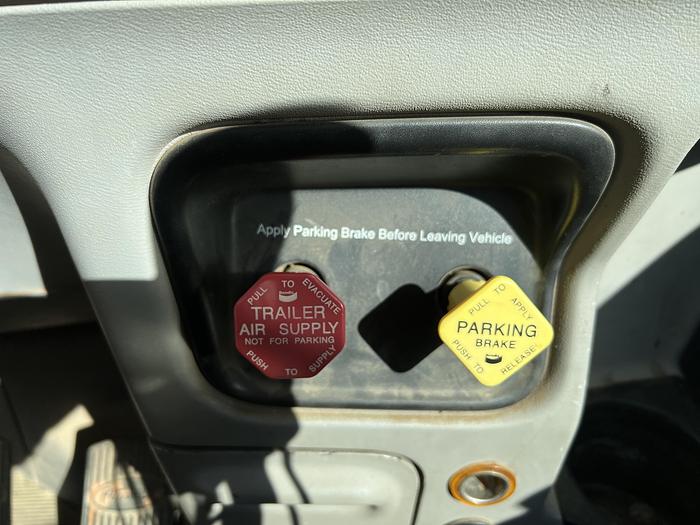 Apply Parking Brake Before Leaving Vehicle
PULL TO EVACUATE
TRAILER
AIR SUPPLY
NOT FOR PARKING
PUSH TO SUPPLY
PULL TO APPLY
PARKING
BRAKE
PUSH TO RELEASE